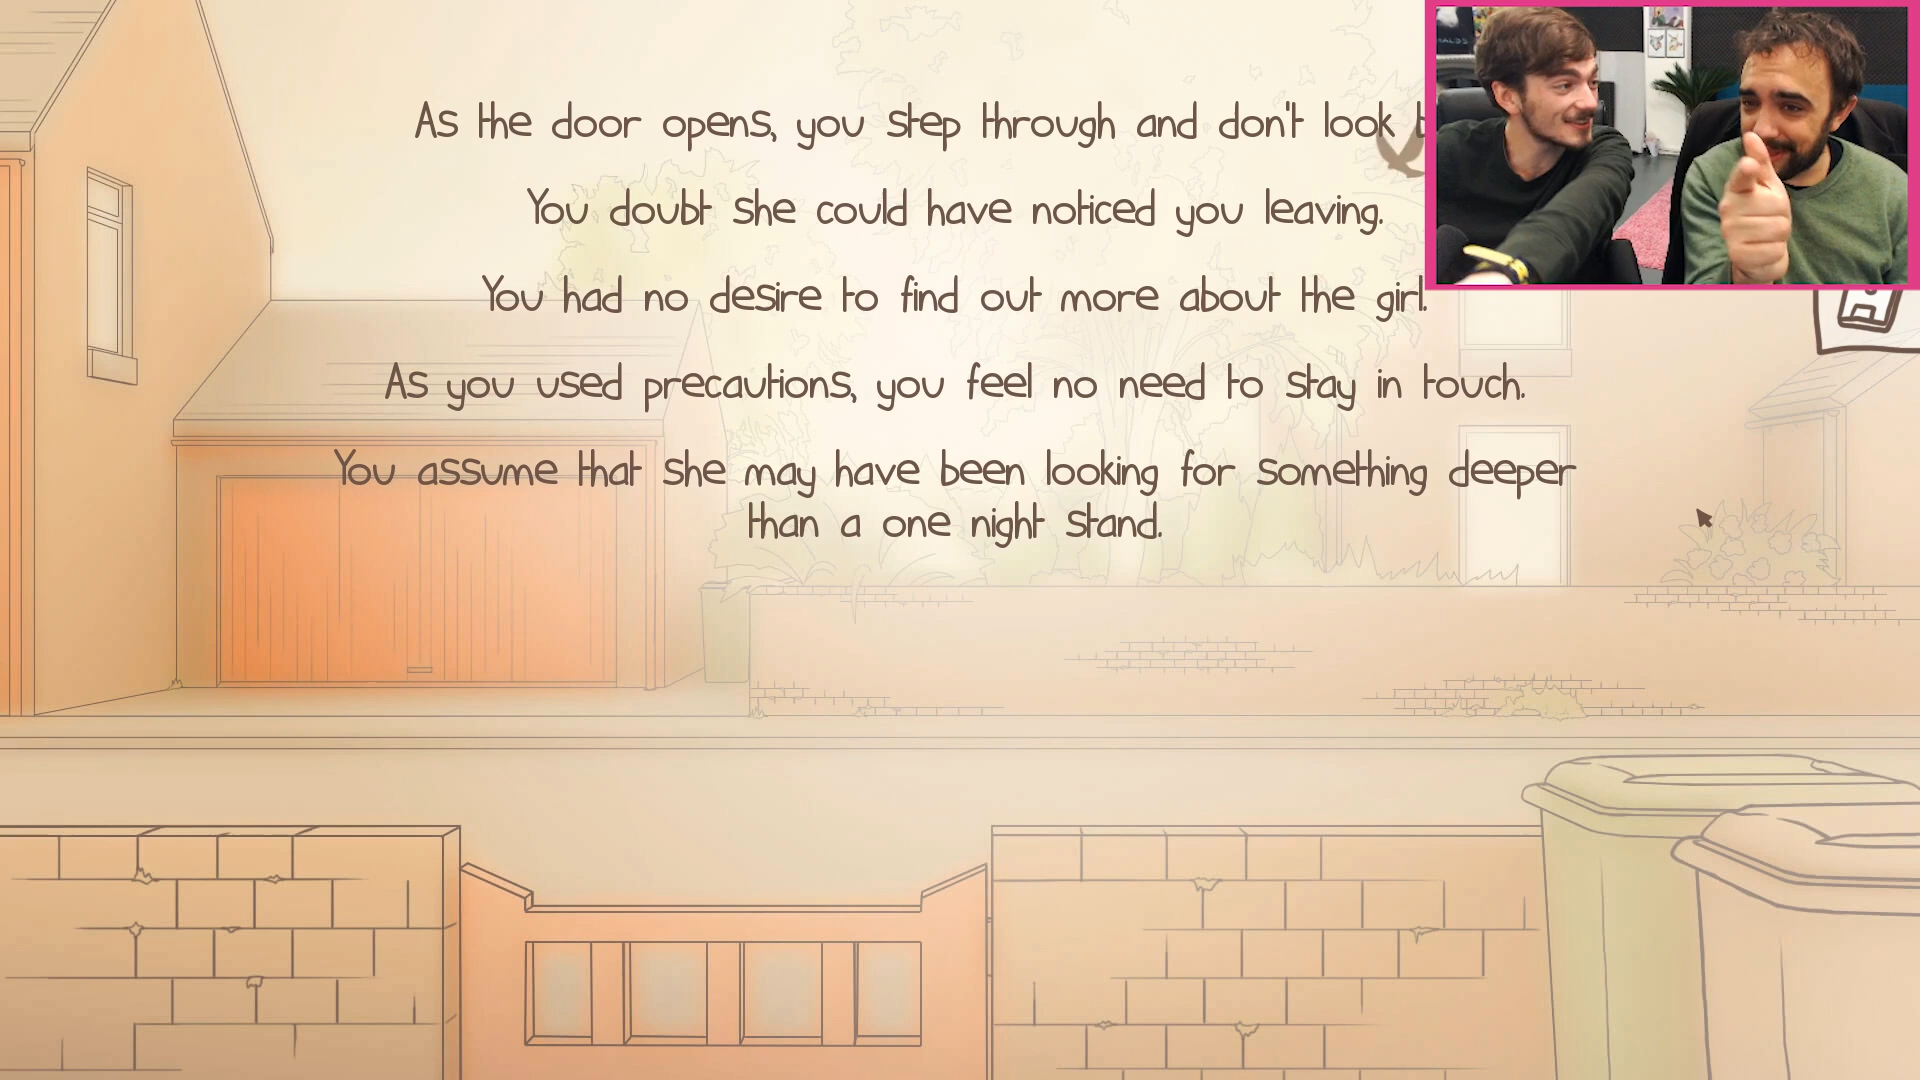 As the door opens, you step through and don't look
You doubt she could have noticed you leaving.
You had no desire to find out more about the girl.
As you used precautions, you feel no need to stay in touch.
You assume that she may have been looking for something deeper
than a one night stand.